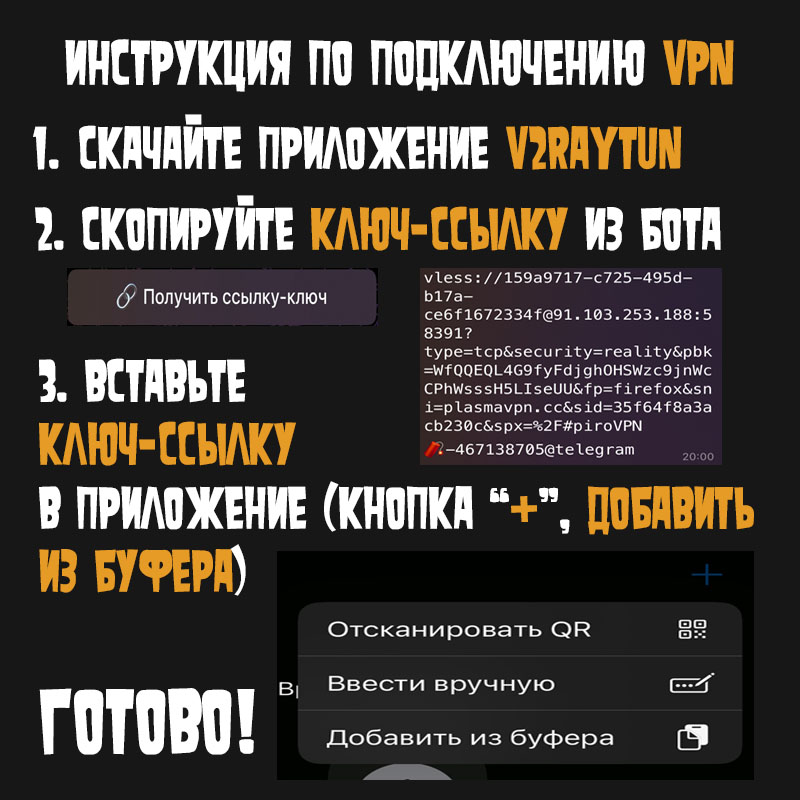 ИНСТРУКЦИЯ ПО ПОДКЛЮЧЕНИЮ VPN
1. СКАЧАЙТЕ ПРИЛОЖЕНИЕ V2RAYTUN
2. СКОПИРУЙТЕ КЛЮЧ-ССЫЛКУ ИЗ БОТА
Получить ссылку-ключ
vless://159a9717-c725-495d-
b17a-
ce6f1672334f@91.103.253.188:5
8391?
type=tcp&security=reality&pbk
=WfQQEQL4G9fyFdjghOHSWzc9jnWc
CPhWsssH5LIseUU&fp=firefox&sn
i=plasmavpn.cc&sid=35f64f8a3a
cb230c&spx=%2F#piroVPN
-467138705@telegram
20:00
3. ВСТАВЬТЕ
КЛЮЧ-ССЫЛКУ
В ПРИЛОЖЕНИЕ (КНОПКА “+”, ДОБАВИТЬ
ИЗ БУФЕРА)
Отсканировать QR
Ввести вручную
Добавить из буфера
ГОТОВО!